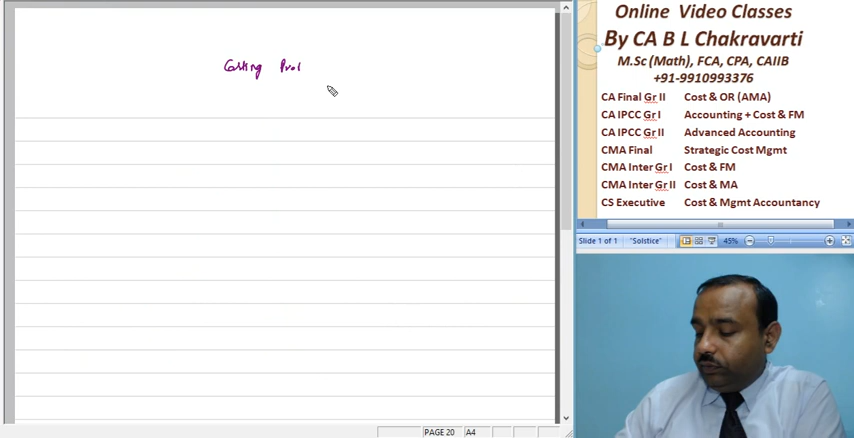 Costing Prof
Online Video Classes
By CA B L Chakravarti
M.Sc (Math), FCA, CPA, CAIIB
+91-9910993376
CA Final Gr II Cost & OR (AMA)
CA IPCC Gr I Accounting + Cost & FM
CA IPCC Gr II Advanced Accounting
CMA Final Strategic Cost Mgmt
CMA Inter Gr I Cost & FM
CMA Inter Gr II Cost & MA
CS Executive Cost & Mgmt Accountancy
Slide 1 of 1 "Solstice" 45%
PAGE 20 A4